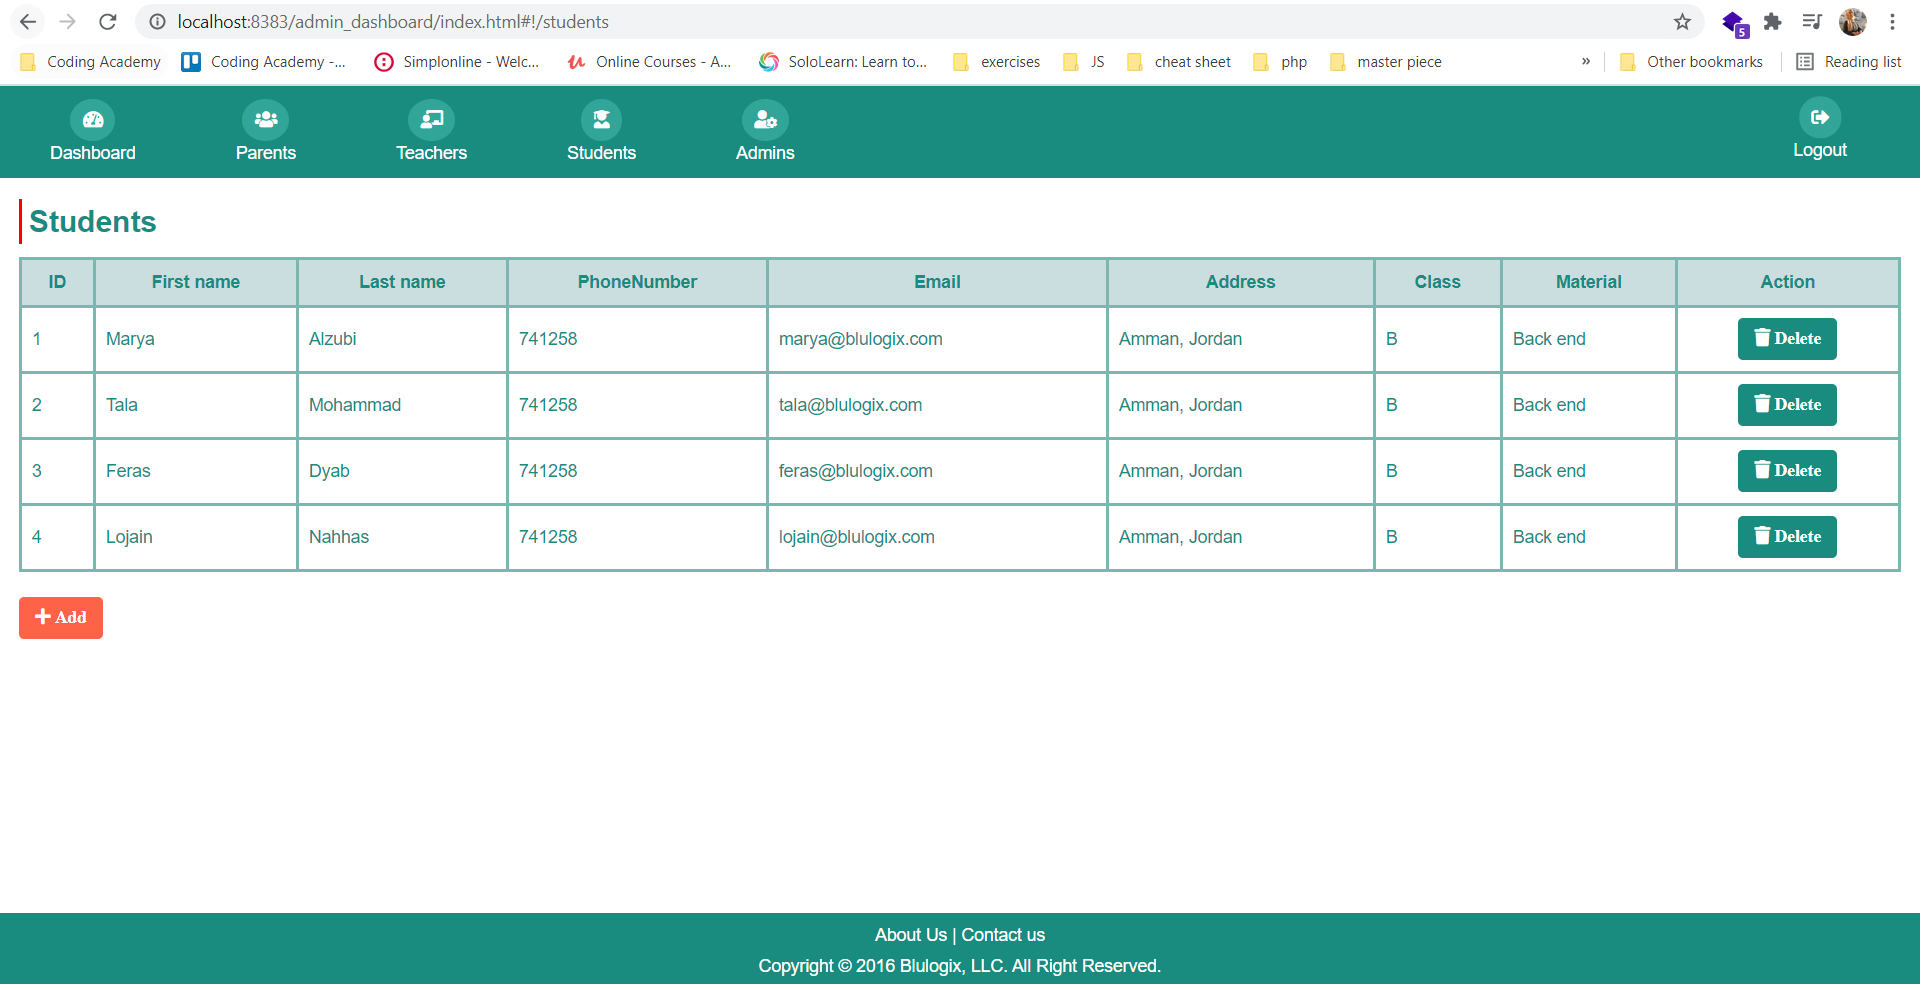 localhost:8383/admin_dashboard/index.html#!/students
5
Coding Academy Coding Academy -... Simplonline - Welc... Online Courses - A... SoloLearn: Learn to... exercises JS cheat sheet php master piece » Other bookmarks Reading list
Dashboard Parents Teachers Students Admins Logout
Students
ID First name Last name PhoneNumber Email Address Class Material Action
1 Marya Alzubi 741258 marya@blulogix.com Amman, Jordan B Back end Delete
2 Tala Mohammad 741258 tala@blulogix.com Amman, Jordan B Back end Delete
3 Feras Dyab 741258 feras@blulogix.com Amman, Jordan B Back end Delete
4 Lojain Nahhas 741258 lojain@blulogix.com Amman, Jordan B Back end Delete
Add
About Us | Contact us
Copyright © 2016 Blulogix, LLC. All Right Reserved.